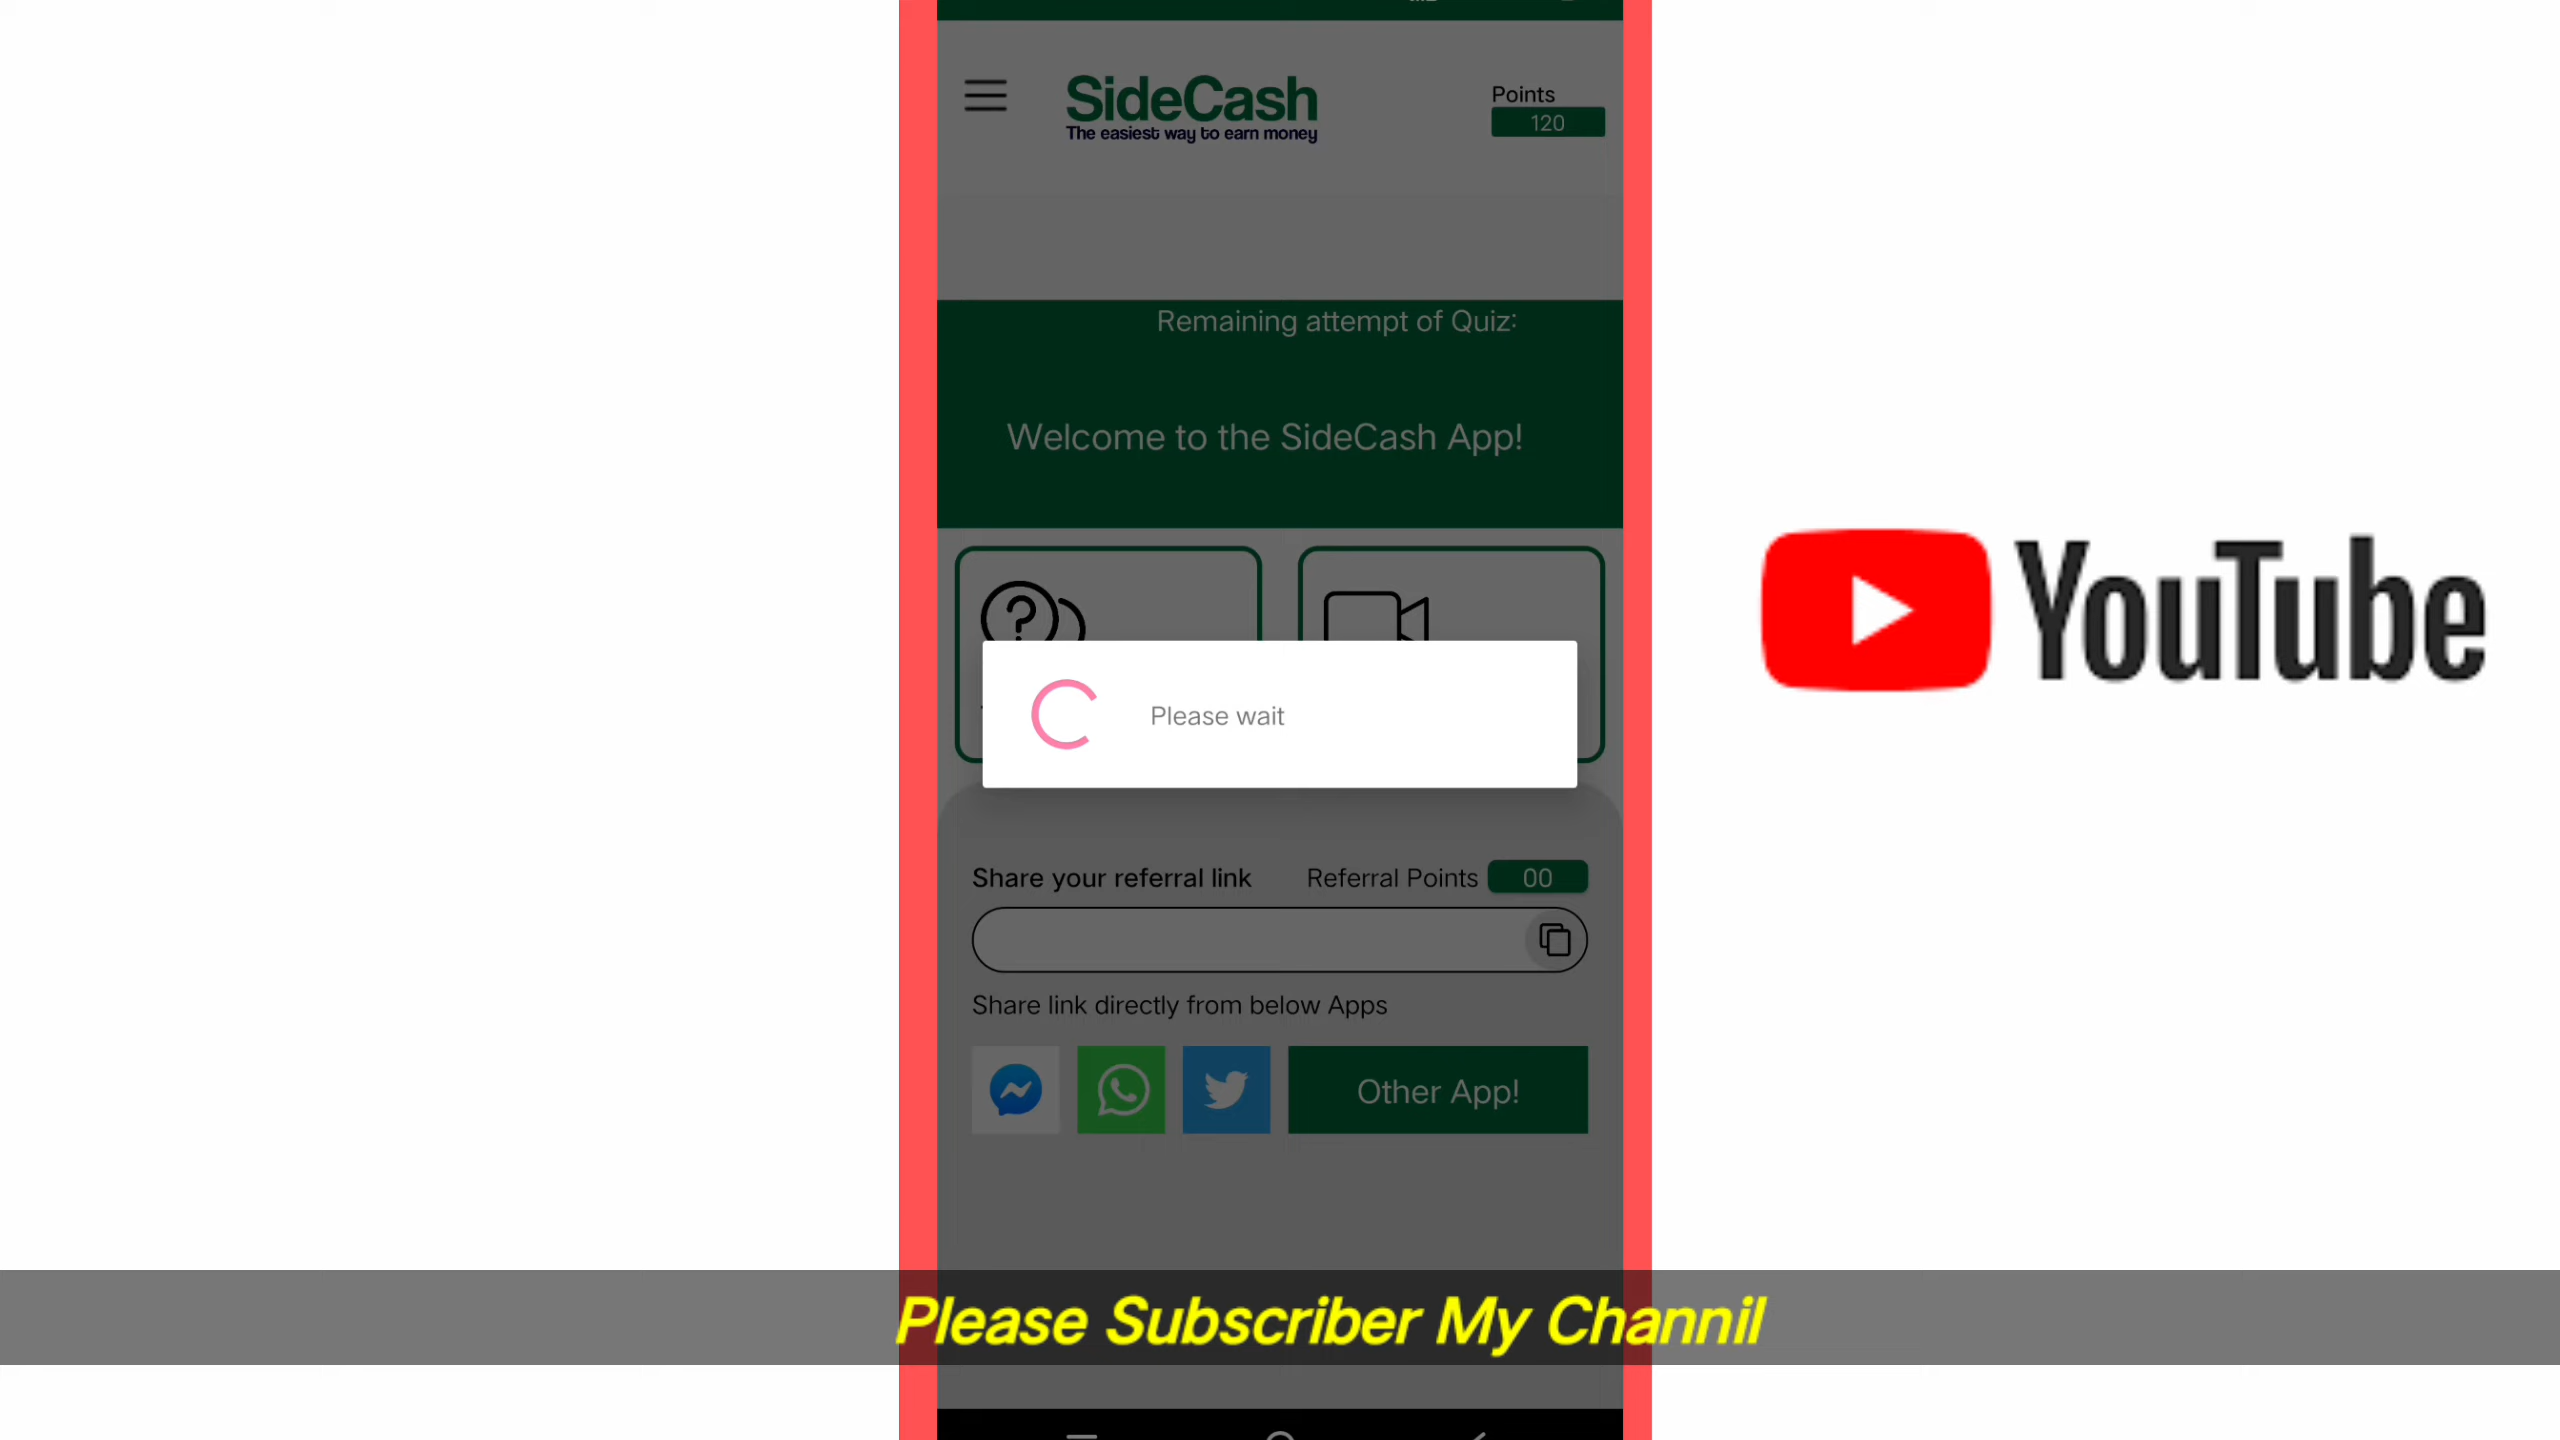 SideCash
The easiest way to earn money
Points
120
Remaining attempt of Quiz:
Welcome to the SideCash App!
Please wait
YouTube
Share your referral link
Referral Points 00
Share link directly from below Apps
Other App!
Please Subscriber My Channil